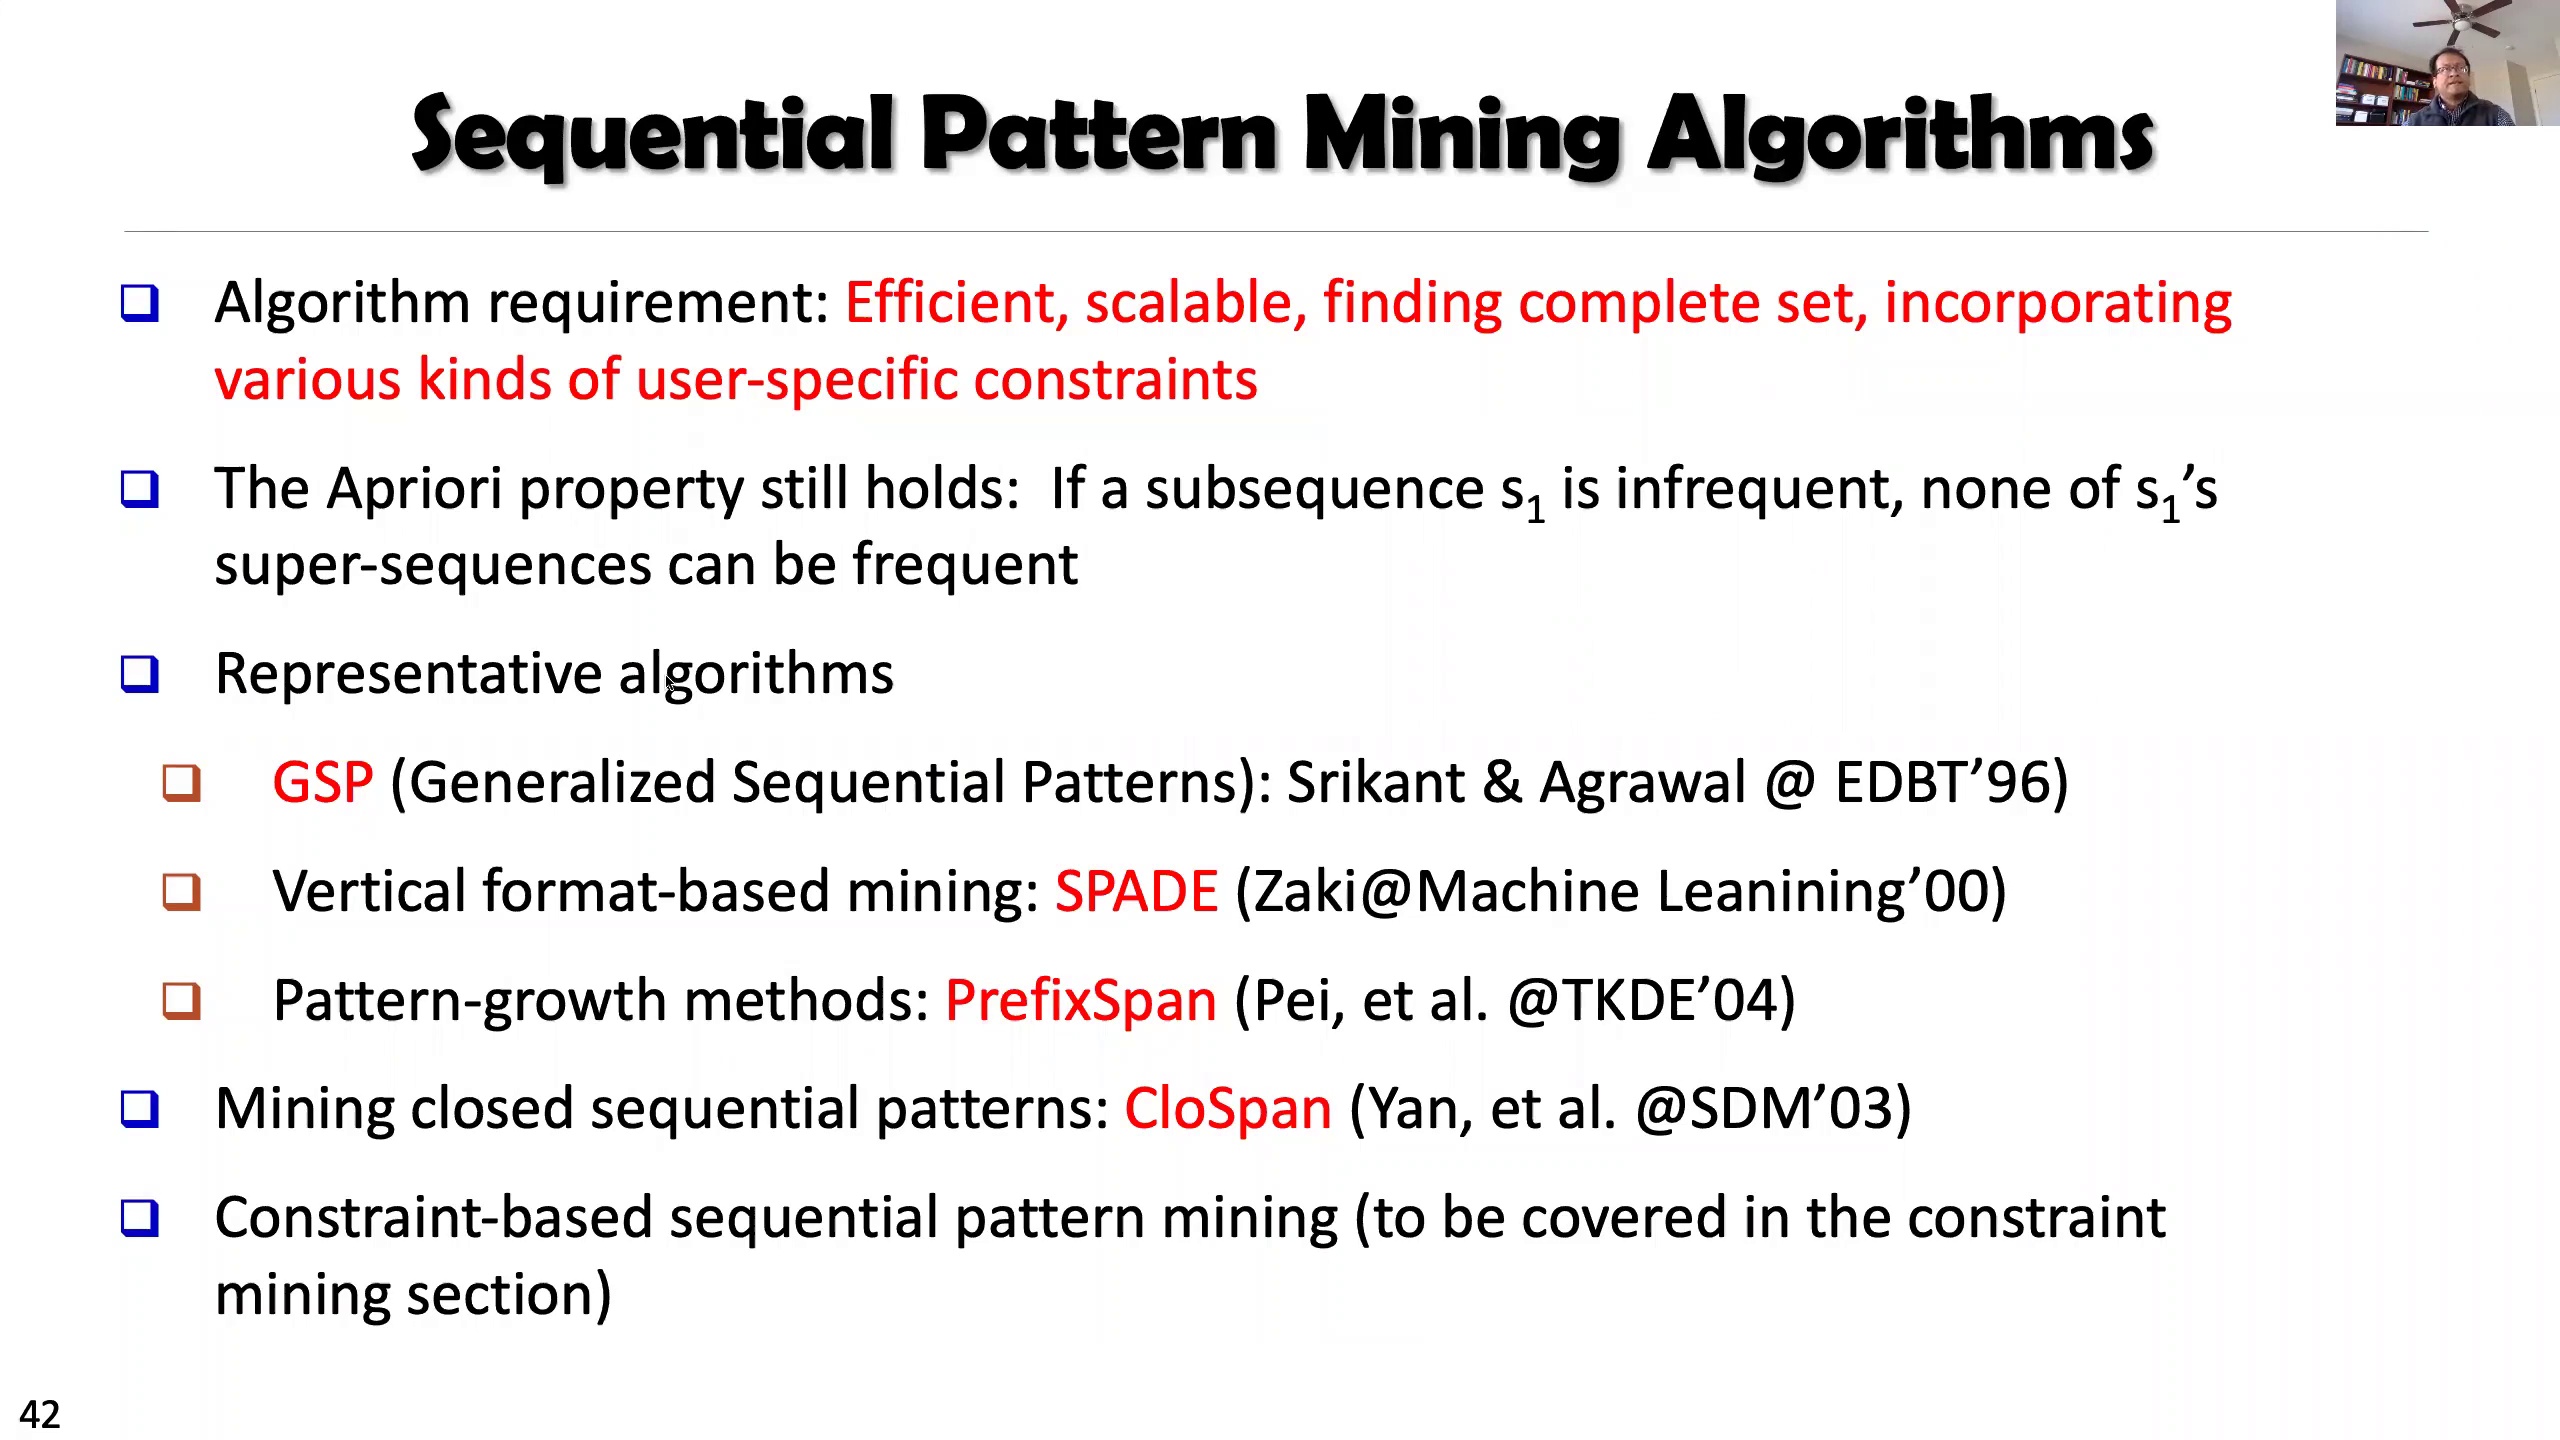 Sequential Pattern Mining Algorithms
Algorithm requirement: Efficient, scalable, finding complete set, incorporating
various kinds of user-specific constraints
The Apriori property still holds:  If a subsequence s₁ is infrequent, none of s₁’s
super-sequences can be frequent
Representative algorithms
GSP (Generalized Sequential Patterns): Srikant & Agrawal @ EDBT’96)
Vertical format-based mining: SPADE (Zaki@Machine Leanining’00)
Pattern-growth methods: PrefixSpan (Pei, et al. @TKDE’04)
Mining closed sequential patterns: CloSpan (Yan, et al. @SDM’03)
Constraint-based sequential pattern mining (to be covered in the constraint
mining section)
42